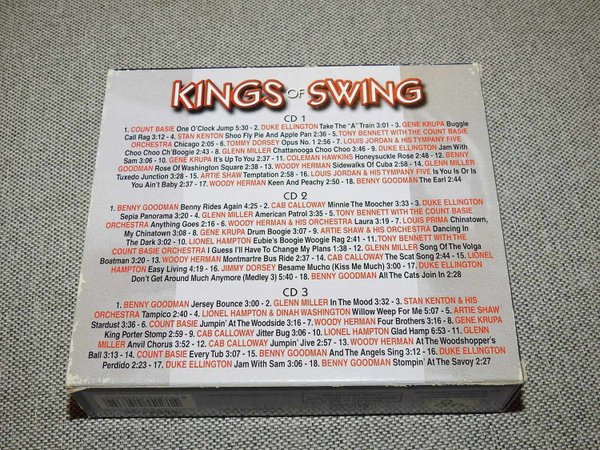 KINGS OF SWING
CD 1
1. COUNT BASIE One O'Clock Jump 5:30 - 2. DUKE ELLINGTON Take The "A" Train 3:01 - 3. GENE KRUPA Buggie
Call Rag 3:12 - 4. STAN KENTON Shoo Fly Pie And Apple Pan 2:36 - 5. TONY BENNETT WITH THE COUNT BASIE
ORCHESTRA Chicago 2:05 - 6. TOMMY DORSEY Opus No. 1 2:56 - 7. LOUIS JORDAN & HIS TYMPANY FIVE
Choo Choo Ch'Boogie 2:43 - 8. GLENN MILLER Chattanooga Choo Choo 3:46 - 9. DUKE ELLINGTON Jam With
Sam 3:06 - 10. GENE KRUPA It's Up To You 2:37 - 11. COLEMAN HAWKINS Honeysuckle Rose 2:48 - 12. BENNY
GOODMAN Rose Of Washington Square 2:38 - 13. WOODY HERMAN Sidewalks Of Cuba 2:58 - 14. GLENN MILLER
Tuxedo Junction 3:28 - 15. ARTIE SHAW Temptation 2:58 - 16. LOUIS JORDAN & HIS TYMPANY FIVE Is You Is Or Is
You Ain't Baby 2:37 - 17. WOODY HERMAN Keen And Peachy 2:50 - 18. BENNY GOODMAN The Earl 2:44
CD 2
1. BENNY GOODMAN Benny Rides Again 4:25 - 2. CAB CALLOWAY Minnie The Moocher 3:33 - 3. DUKE ELLINGTON
Sepia Panorama 3:20 - 4. GLENN MILLER American Patrol 3:35 - 5. TONY BENNETT WITH THE COUNT BASIE
ORCHESTRA Anything Goes 2:16 - 6. WOODY HERMAN & HIS ORCHESTRA Laura 3:19 - 7. LOUIS PRIMA Chinatown,
My Chinatown 3:08 - 8. GENE KRUPA Drum Boogie 3:07 - 9. ARTIE SHAW & HIS ORCHESTRA Dancing In
The Dark 3:02 - 10. LIONEL HAMPTON Eubie's Boogie Woogie Rag 2:41 - 11. TONY BENNETT WITH THE
COUNT BASIE ORCHESTRA I Guess I'll Have To Change My Plans 1:38 - 12. GLENN MILLER Song Of The Volga
Boatman 3:20 - 13. WOODY HERMAN Montmartre Bus Ride 2:37 - 14. CAB CALLOWAY The Scat Song 2:44 - 15. LIONEL
HAMPTON Easy Living 4:19 - 16. JIMMY DORSEY Besame Mucho (Kiss Me Much) 3:00 - 17. DUKE ELLINGTON
Don't Get Around Much Anymore (Medley 3) 5:40 - 18. BENNY GOODMAN All The Cats Join In 2:28
CD 3
1. BENNY GOODMAN Jersey Bounce 3:00 - 2. GLENN MILLER In The Mood 3:32 - 3. STAN KENTON & HIS
ORCHESTRA Tampico 2:40 - 4. LIONEL HAMPTON & DINAH WASHINGTON Willow Weep For Me 5:07 - 5. ARTIE SHAW
Stardust 3:36 - 6. COUNT BASIE Jumpin' At The Woodside 3:16 - 7. WOODY HERMAN Four Brothers 3:16 - 8. GENE KRUPA
King Porter Stomp 2:59 - 9. CAB CALLOWAY Jitter Bug 3:06 - 10. LIONEL HAMPTON Glad Hamp 6:53 - 11. GLENN
MILLER Anvil Chorus 3:52 - 12. CAB CALLOWAY Jumpin' Jive 2:57 - 13. WOODY HERMAN At The Woodshopper's
Ball 3:13 - 14. COUNT BASIE Every Tub 3:07 - 15. BENNY GOODMAN And The Angels Sing 3:12 - 16. DUKE ELLINGTON
Perdido 2:23 - 17. DUKE ELLINGTON Jam With Sam 3:06 - 18. BENNY GOODMAN Stompin' At The Savoy 2:27